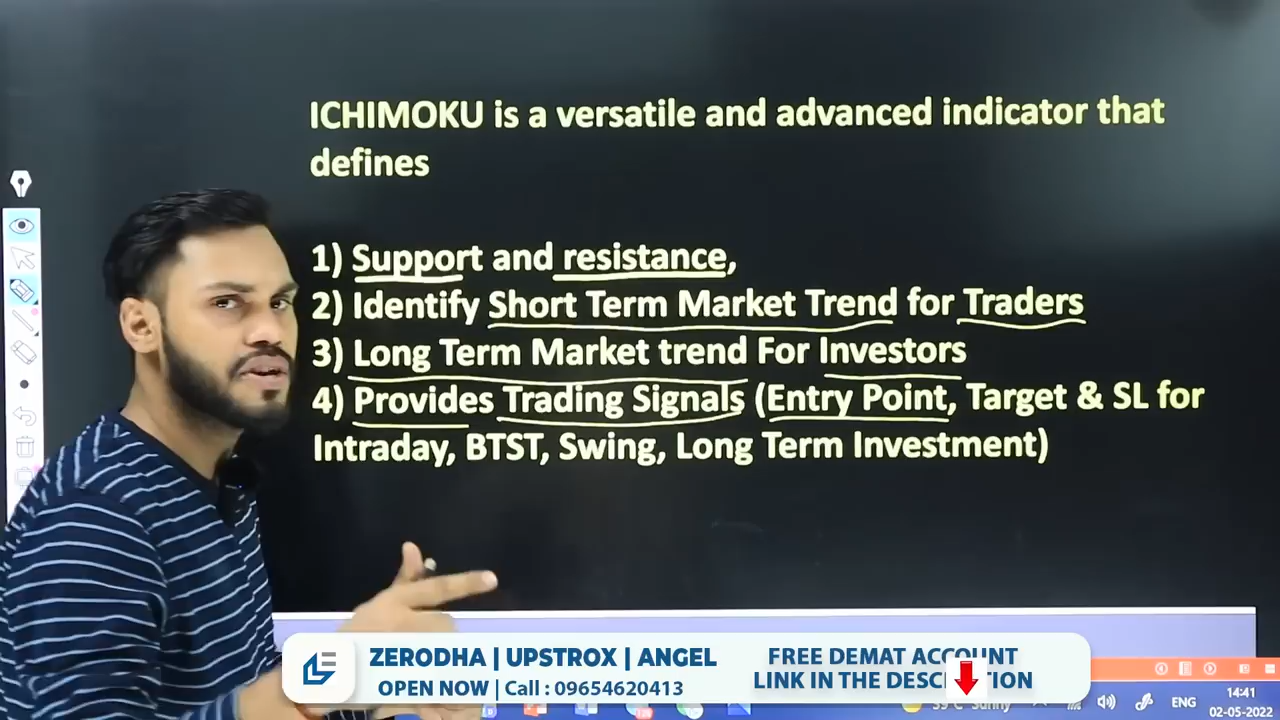 ICHIMOKU is a versatile and advanced indicator that
defines
1) Support and resistance,
2) Identify Short Term Market Trend for Traders
3) Long Term Market trend For Investors
4) Provides Trading Signals (Entry Point, Target & SL for
Intraday, BTST, Swing, Long Term Investment)
ZERODHA | UPSTROX | ANGEL
OPEN NOW | Call : 09654620413
FREE DEMAT ACCOUNT
LINK IN THE DESC TION
39°C Sunny
ENG
14:41
02-05-2022